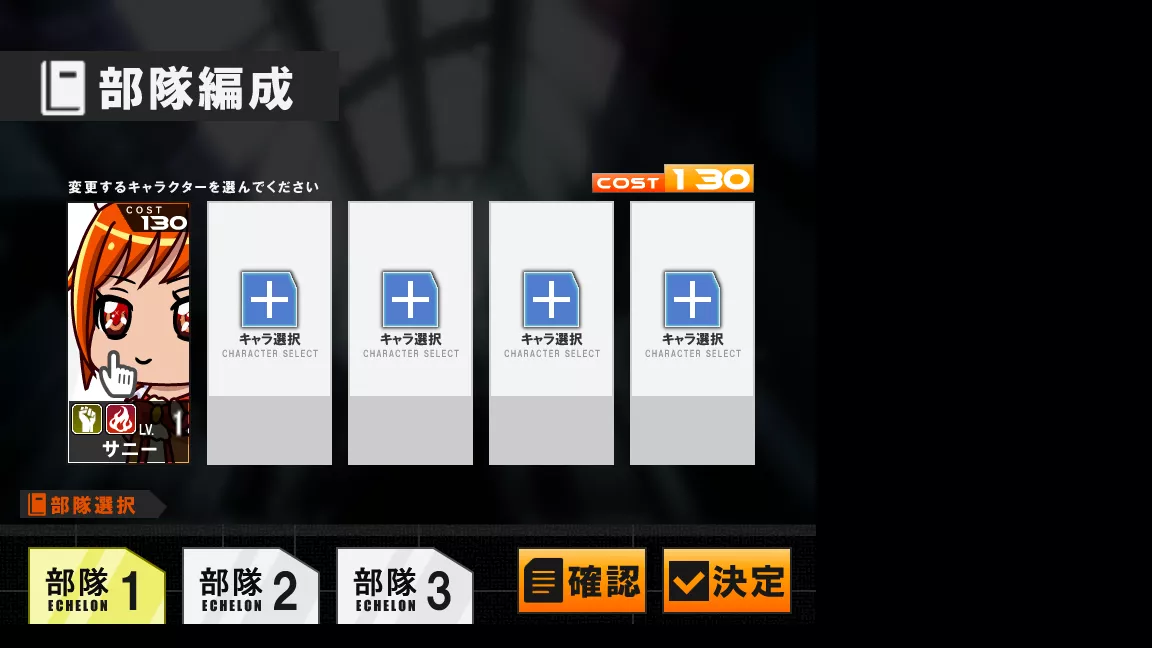 部隊編成
変更するキャラクターを選んでください
COST 130
COST
130
LV. 1
サニー
キャラ選択
CHARACTER SELECT
キャラ選択
CHARACTER SELECT
キャラ選択
CHARACTER SELECT
キャラ選択
CHARACTER SELECT
部隊選択
部隊 1
ECHELON
部隊 2
ECHELON
部隊 3
ECHELON
確認
決定